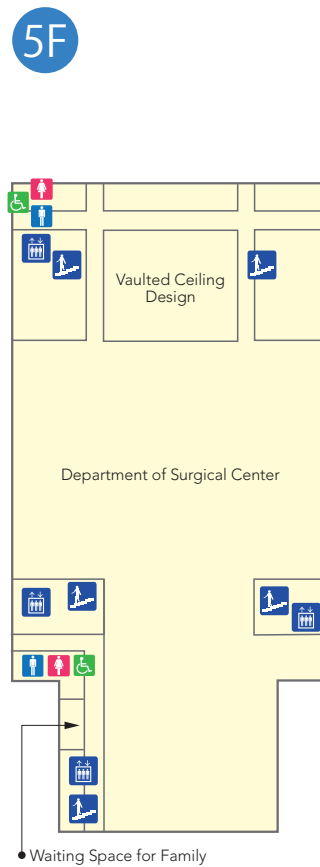 5F
Vaulted Ceiling
Design
Department of Surgical Center
Waiting Space for Family